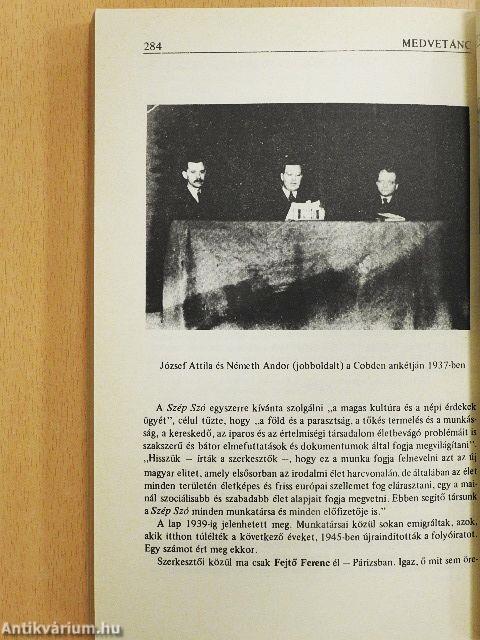 284
MEDVETÁNC
József Attila és Németh Andor (jobboldalt) a Cobden ankétján 1937-ben
A Szép Szó egyszerre kívánta szolgálni „a magas kultúra és a népi érdekek
ügyét”, célul tűzte, hogy „a föld és a parasztság, a tőkés termelés és a munkás-
ság, a kereskedő, az iparos és az értelmiségi társadalom életbevágó problémáit is
szakszerű és bátor elmefuttatások és dokumentumok által fogja megvilágítani”.
„Hisszük — írták a szerkesztők —, hogy ez a munka fogja felnevelni azt az új
magyar elitet, amely elsősorban az irodalmi élet harcvonalán, de általában az élet
minden területén életképes és friss európai szellemet fog elárasztani, egy a mai-
nál szociálisabb és szabadabb élet alapjait fogja megvetni. Ebben segítő társunk
a Szép Szó minden munkatársa és minden előfizetője is.”
A lap 1939-ig jelenhetett meg. Munkatársai közül sokan emigráltak, azok,
akik itthon túlélték a következő éveket, 1945-ben újraindították a folyóiratot.
Egy számot ért meg ekkor.
Szerkesztői közül ma csak Fejtő Ferenc él — Párizsban. Igaz, ő mit sem öre-
Antikvárium.hu